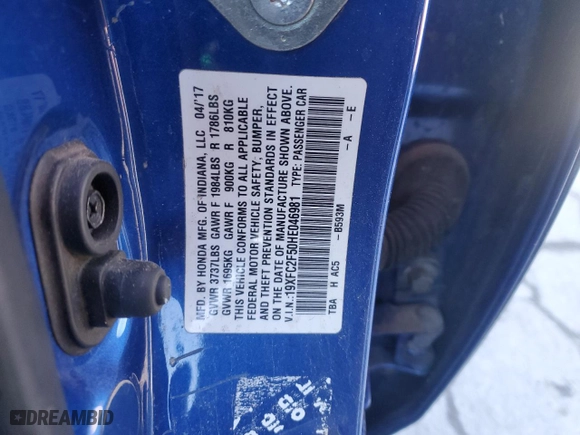 MFD. BY HONDA MFG. OF INDIANA, LLC 04/'17
GVWR 3737LBS GAWR F 1984LBS R 1786LBS
GVWR 1695KG GAWR F 900KG R 810KG
THIS VEHICLE CONFORMS TO ALL APPLICABLE
FEDERAL MOTOR VEHICLE SAFETY, BUMPER,
AND THEFT PREVENTION STANDARDS IN EFFECT
ON THE DATE OF MANUFACTURE SHOWN ABOVE.
V.I.N.:19XFC2F50HE046981 TYPE: PASSENGER CAR
TBA H AC5 -B593M -A -E
DREAMBID